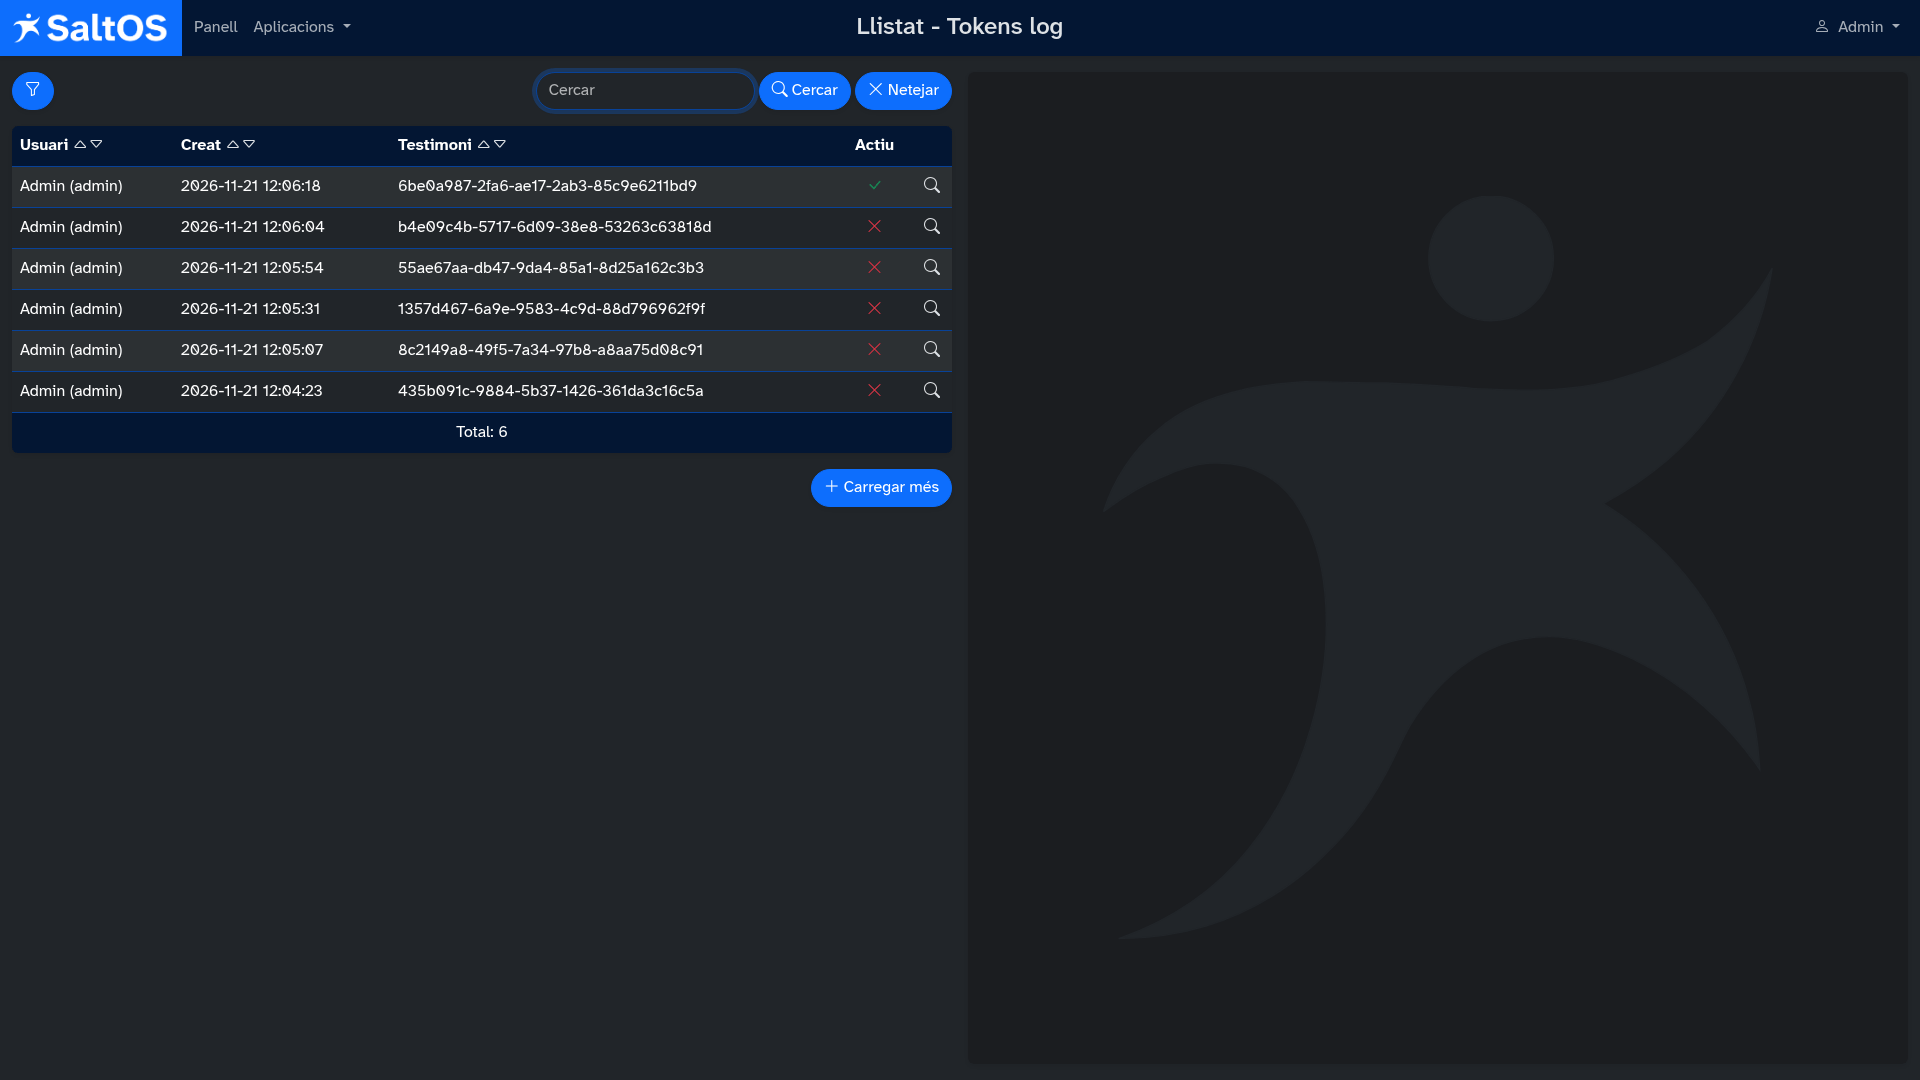 SaltOS Panell Aplicacions Llistat - Tokens log Admin
Cercar Cercar Netejar
Usuari Creat Testimoni Actiu
Admin (admin) 2026-11-21 12:06:18 6be0a987-2fa6-ae17-2ab3-85c9e6211bd9
Admin (admin) 2026-11-21 12:06:04 b4e09c4b-5717-6d09-38e8-53263c63818d
Admin (admin) 2026-11-21 12:05:54 55ae67aa-db47-9da4-85a1-8d25a162c3b3
Admin (admin) 2026-11-21 12:05:31 1357d467-6a9e-9583-4c9d-88d796962f9f
Admin (admin) 2026-11-21 12:05:07 8c2149a8-49f5-7a34-97b8-a8aa75d08c91
Admin (admin) 2026-11-21 12:04:23 435b091c-9884-5b37-1426-361da3c16c5a
Total: 6
Carregar més